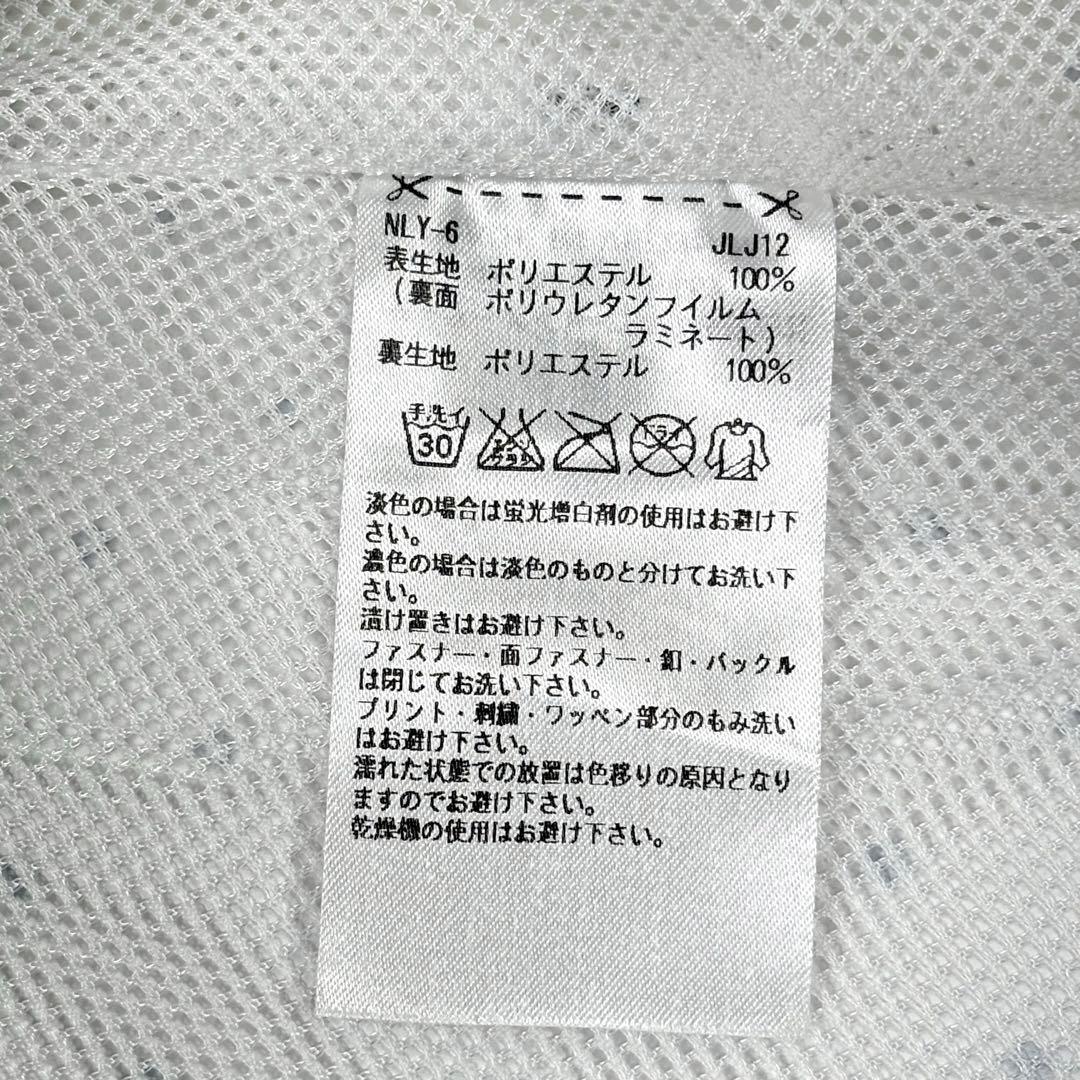 NLY-6 JLJ12
表生地 ポリエステル 100%
(裏面 ポリウレタンフイルム
ラミネート)
裏生地 ポリエステル 100%
手洗イ
30
エンソ
サラシ
ドライ
淡色の場合は蛍光増白剤の使用はお避け下
さい。
濃色の場合は淡色のものと分けてお洗い下
さい。
漬け置きはお避け下さい。
ファスナー・面ファスナー・釦・バックル
は閉じてお洗い下さい。
プリント・刺繍・ワッペン部分のもみ洗い
はお避け下さい。
濡れた状態での放置は色移りの原因となり
ますのでお避け下さい。
乾燥機の使用はお避け下さい。